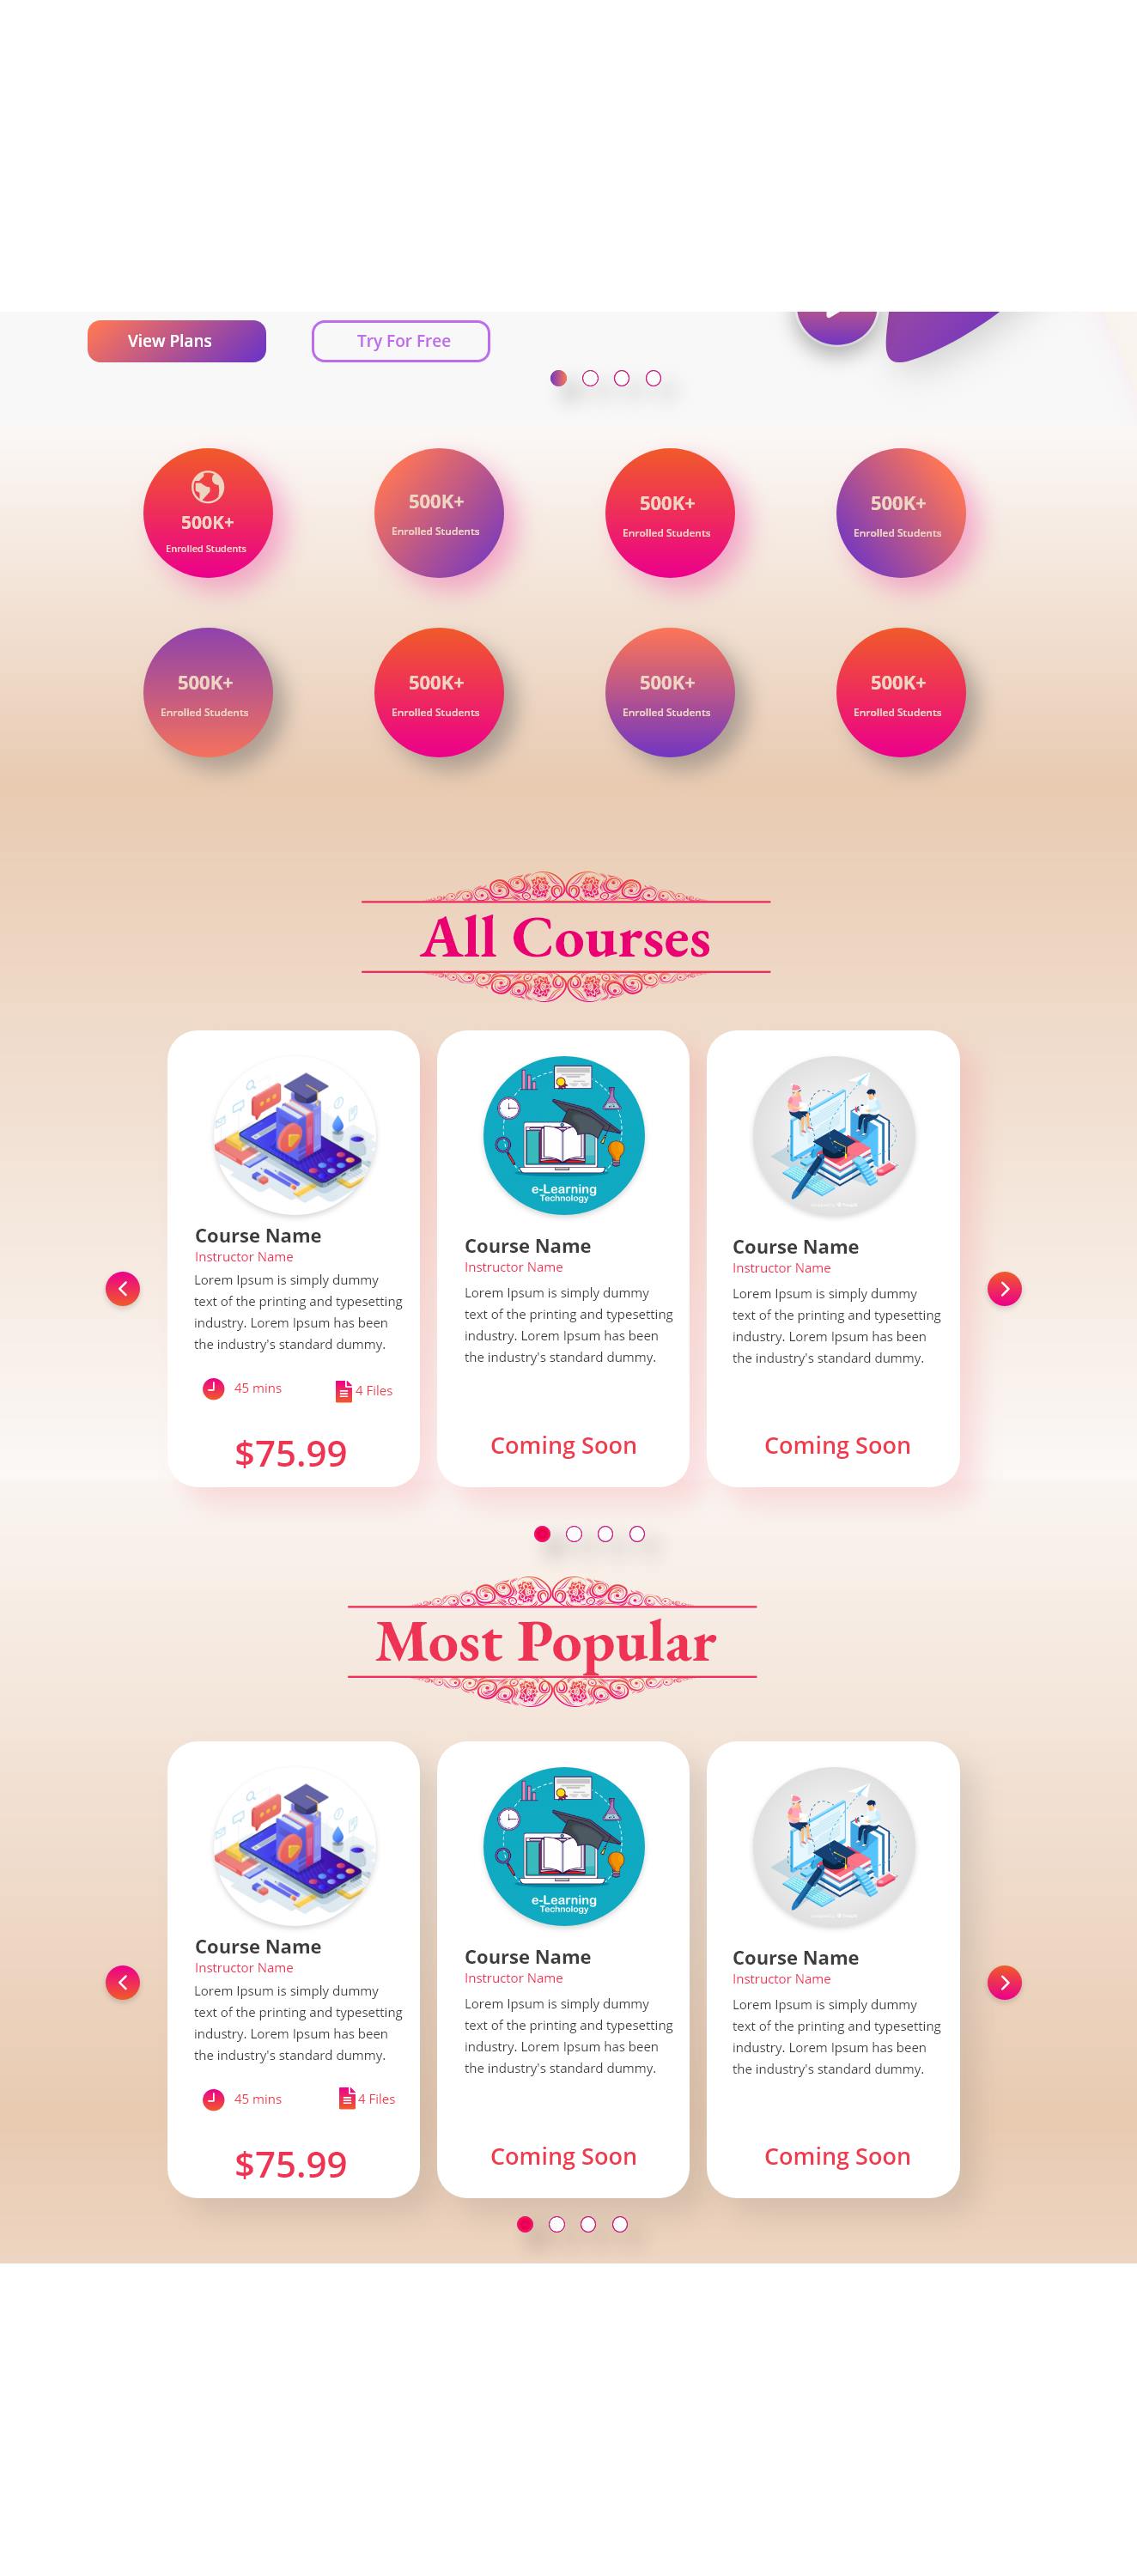 View Plans
Try For Free
500K+
Enrolled Students
500K+
Enrolled Students
500K+
Enrolled Students
500K+
Enrolled Students
500K+
Enrolled Students
500K+
Enrolled Students
500K+
Enrolled Students
500K+
Enrolled Students
All Courses
Course Name
Instructor Name
Lorem Ipsum is simply dummy
text of the printing and typesetting
industry. Lorem Ipsum has been
the industry's standard dummy.
45 mins
4 Files
$75.99
e-Learning
Technology
Course Name
Instructor Name
Lorem Ipsum is simply dummy
text of the printing and typesetting
industry. Lorem Ipsum has been
the industry's standard dummy.
Coming Soon
Course Name
Instructor Name
Lorem Ipsum is simply dummy
text of the printing and typesetting
industry. Lorem Ipsum has been
the industry's standard dummy.
Coming Soon
Most Popular
Course Name
Instructor Name
Lorem Ipsum is simply dummy
text of the printing and typesetting
industry. Lorem Ipsum has been
the industry's standard dummy.
45 mins
4 Files
$75.99
e-Learning
Technology
Course Name
Instructor Name
Lorem Ipsum is simply dummy
text of the printing and typesetting
industry. Lorem Ipsum has been
the industry's standard dummy.
Coming Soon
Course Name
Instructor Name
Lorem Ipsum is simply dummy
text of the printing and typesetting
industry. Lorem Ipsum has been
the industry's standard dummy.
Coming Soon